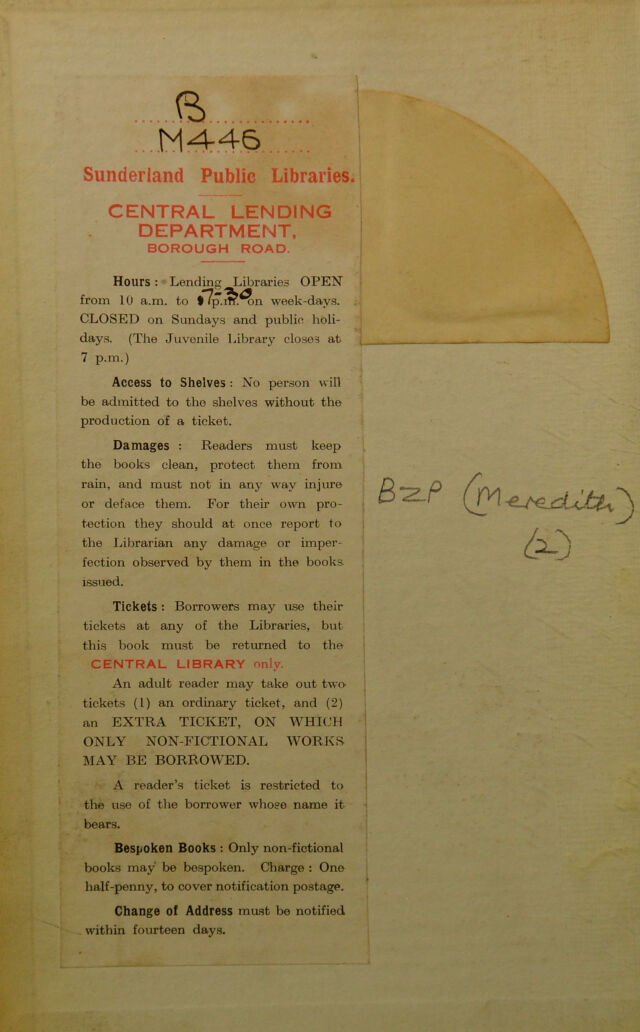 B
M446
Sunderland Public Libraries.
CENTRAL LENDING
DEPARTMENT,
BOROUGH ROAD.
Hours : Lending Libraries OPEN
from 10 a.m. to 7-30 p.m. on week-days.
CLOSED on Sundays and public holi-
days. (The Juvenile Library closes at
7 p.m.)
Access to Shelves : No person will
be admitted to the shelves without the
production of a ticket.
Damages : Readers must keep
the books clean, protect them from
rain, and must not in any way injure
or deface them. For their own pro-
tection they should at once report to
the Librarian any damage or imper-
fection observed by them in the books
issued.
Tickets : Borrowers may use their
tickets at any of the Libraries, but
this book must be returned to the
CENTRAL LIBRARY only.
An adult reader may take out two
tickets (1) an ordinary ticket, and (2)
an EXTRA TICKET, ON WHICH
ONLY NON-FICTIONAL WORKS
MAY BE BORROWED.
A reader's ticket is restricted to
the use of the borrower whose name it
bears.
Bespoken Books : Only non-fictional
books may be bespoken. Charge : One
half-penny, to cover notification postage.
Change of Address must be notified
within fourteen days.
BZP (Meredith)
(2)